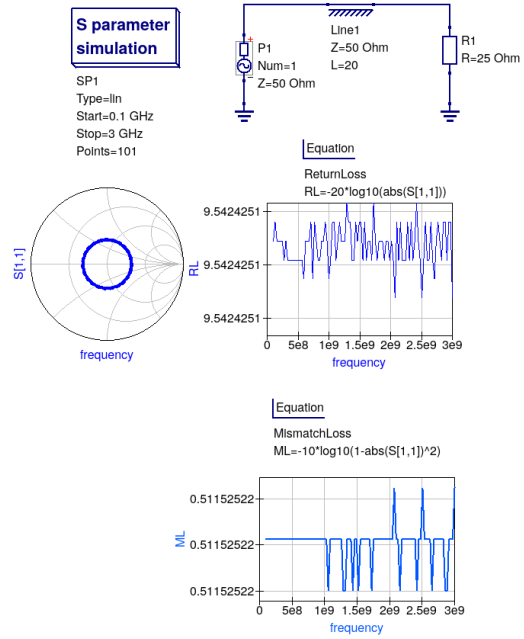 S parameter
simulation
SP1
Type=lin
Start=0.1 GHz
Stop=3 GHz
Points=101
P1
Num=1
Z=50 Ohm
Line1
Z=50 Ohm
L=20
R1
R=25 Ohm
Equation
ReturnLoss
RL=-20*log10(abs(S[1,1]))
S[1,1]
frequency
RL
9.5424251
9.5424251
9.5424251
0 5e8 1e9 1.5e9 2e9 2.5e9 3e9
frequency
Equation
MismatchLoss
ML=-10*log10(1-abs(S[1,1])^2)
ML
0.51152522
0.51152522
0.51152522
0 5e8 1e9 1.5e9 2e9 2.5e9 3e9
frequency